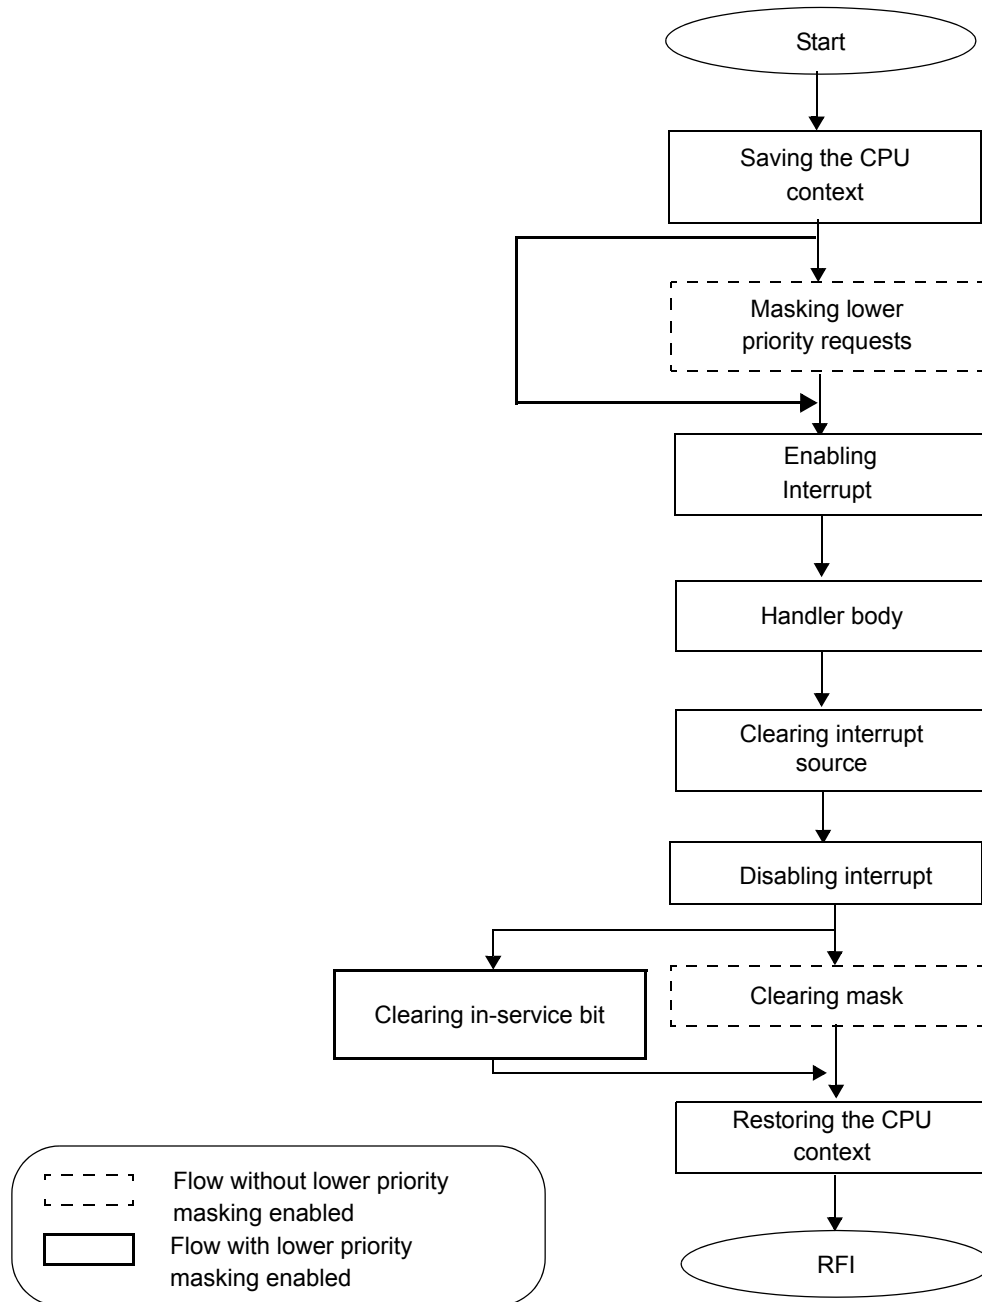 Start
Saving the CPU
context
Masking lower
priority requests
Enabling
Interrupt
Handler body
Clearing interrupt
source
Disabling interrupt
Clearing in-service bit
Clearing mask
Restoring the CPU
context
RFI
Flow without lower priority
masking enabled
Flow with lower priority
masking enabled